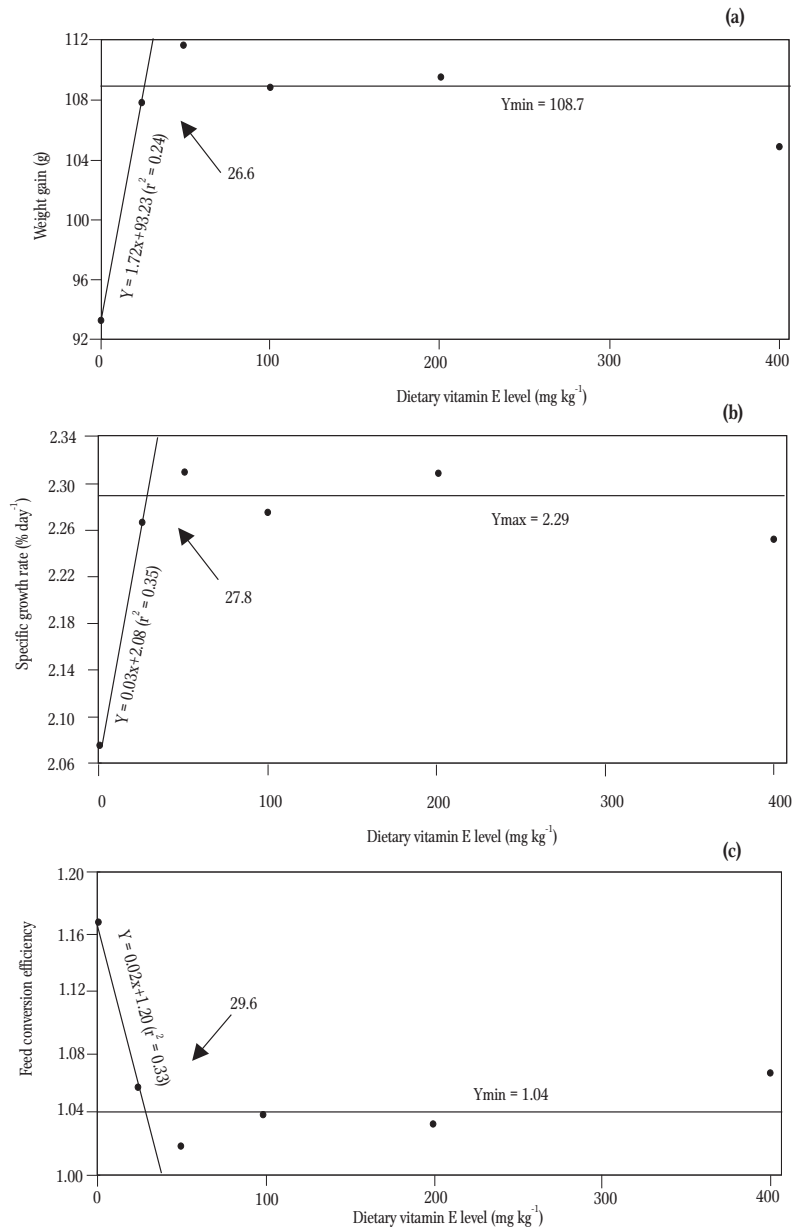 (a)
112
108
104
100
96
92
Weight gain (g)
Y = 1.72x+93.23 (r² = 0.24)
26.6
Ymin = 108.7
0
100
200
300
400
Dietary vitamin E level (mg kg⁻¹)
(b)
2.34
2.30
2.26
2.22
2.18
2.14
2.10
2.06
Specific growth rate (% day⁻¹)
Y = 0.03x+2.08 (r² = 0.35)
27.8
Ymax = 2.29
0
100
200
300
400
Dietary vitamin E level (mg kg⁻¹)
(c)
1.20
1.16
1.12
1.08
1.04
1.00
Feed conversion efficiency
Y = 0.02x+1.20 (r² = 0.33)
29.6
Ymin = 1.04
0
100
200
300
400
Dietary vitamin E level (mg kg⁻¹)